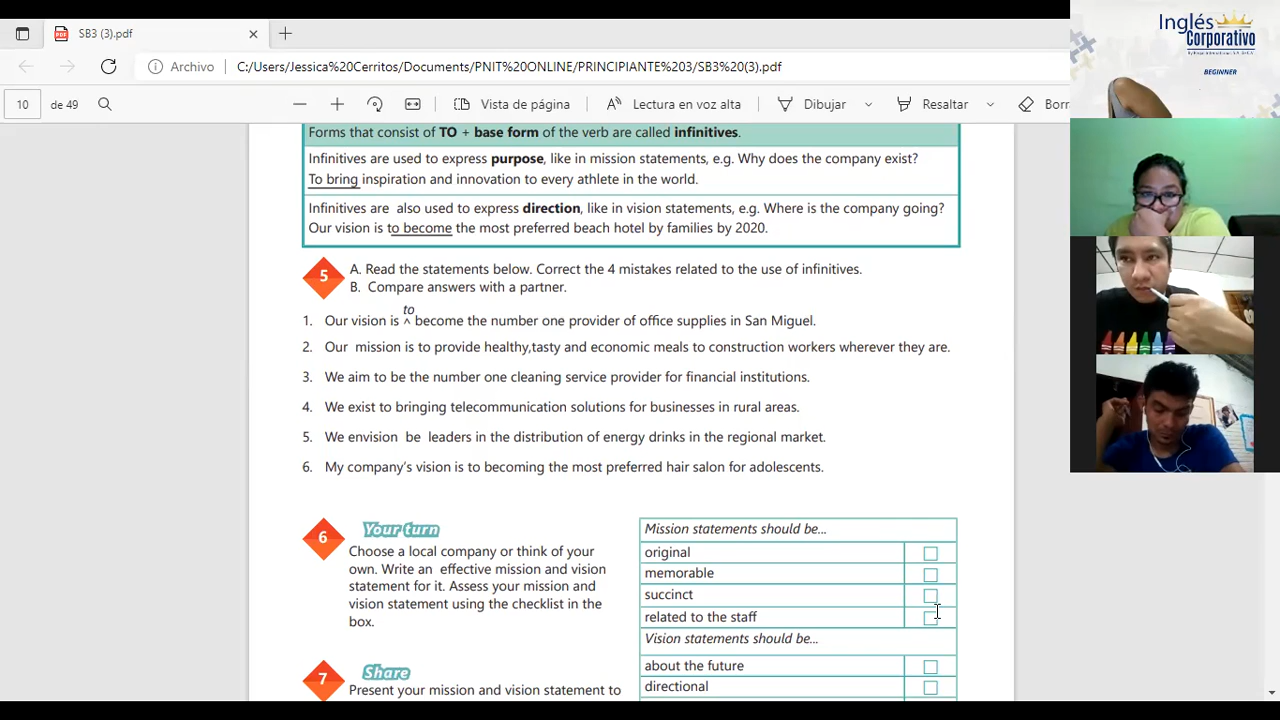 SB3 (3).pdf
Archivo
C:/Users/Jessica%20Cerritos/Documents/PNIT%20ONLINE/PRINCIPIANTE%203/SB3%20(3).pdf
10 de 49
Vista de página
Lectura en voz alta
Dibujar
Resaltar
Borr
Inglés
Corporativo
BEGINNER
Forms that consist of TO + base form of the verb are called infinitives.
Infinitives are used to express purpose, like in mission statements, e.g. Why does the company exist?
To bring inspiration and innovation to every athlete in the world.
Infinitives are also used to express direction, like in vision statements, e.g. Where is the company going?
Our vision is to become the most preferred beach hotel by families by 2020.
5
A. Read the statements below. Correct the 4 mistakes related to the use of infinitives.
B. Compare answers with a partner.
to
1. Our vision is ^ become the number one provider of office supplies in San Miguel.
2. Our mission is to provide healthy,tasty and economic meals to construction workers wherever they are.
3. We aim to be the number one cleaning service provider for financial institutions.
4. We exist to bringing telecommunication solutions for businesses in rural areas.
5. We envision be leaders in the distribution of energy drinks in the regional market.
6. My company's vision is to becoming the most preferred hair salon for adolescents.
6
Your turn
Choose a local company or think of your
own. Write an effective mission and vision
statement for it. Assess your mission and
vision statement using the checklist in the
box.
Mission statements should be...
original
memorable
succinct
related to the staff
Vision statements should be...
about the future
directional
7
Share
Present your mission and vision statement to